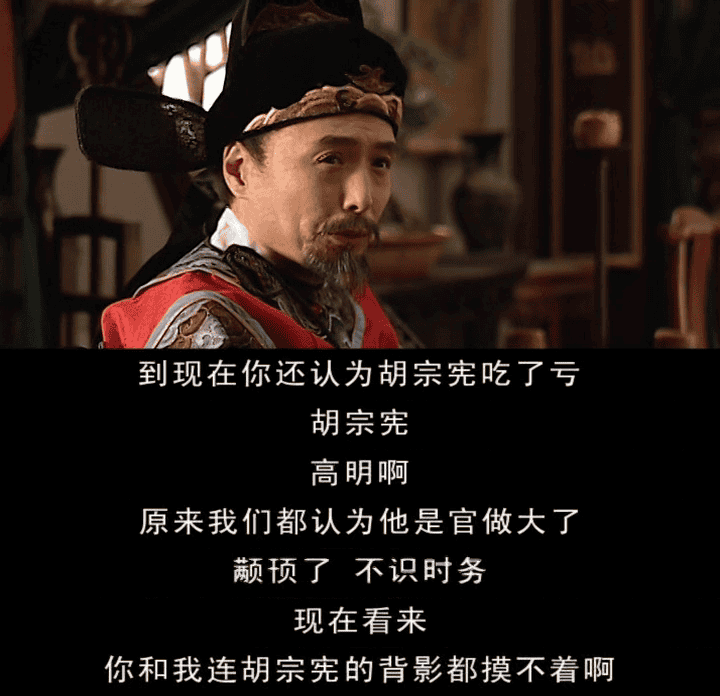 到现在你还认为胡宗宪吃了亏
胡宗宪
高明啊
原来我们都认为他是官做大了
颟顸了 不识时务
现在看来
你和我连胡宗宪的背影都摸不着啊